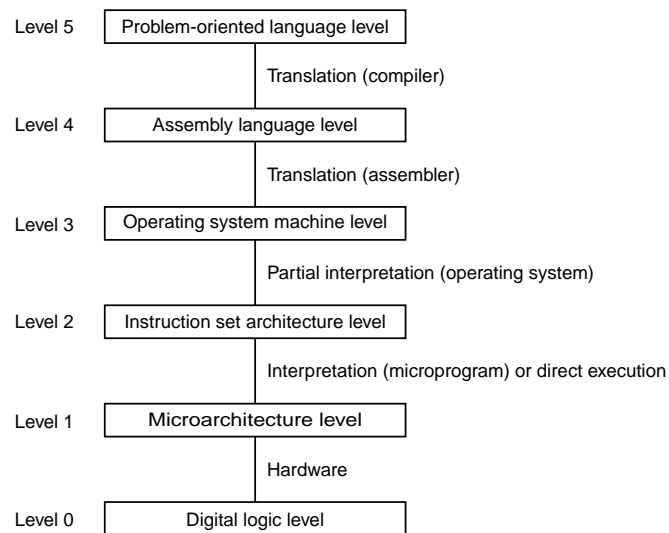 Level 5 Problem-oriented language level
Translation (compiler)
Level 4 Assembly language level
Translation (assembler)
Level 3 Operating system machine level
Partial interpretation (operating system)
Level 2 Instruction set architecture level
Interpretation (microprogram) or direct execution
Level 1 Microarchitecture level
Hardware
Level 0 Digital logic level